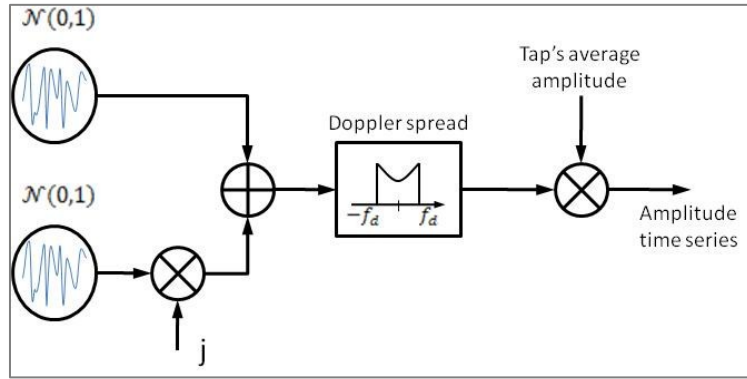 𝒩(0,1)
Tap's average
amplitude
Doppler spread
−f_d f_d
𝒩(0,1)
Amplitude
time series
j